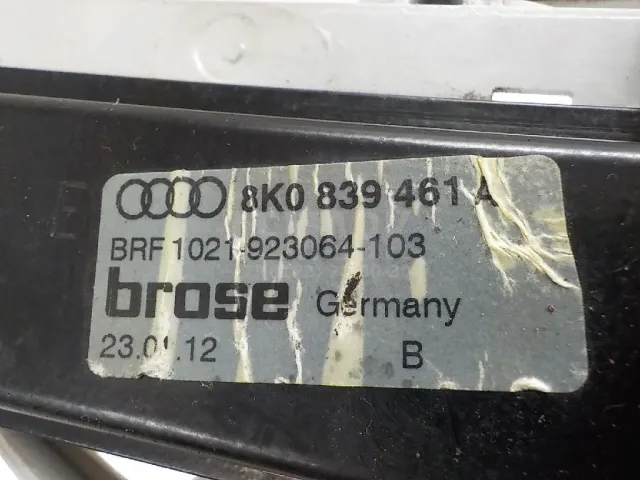 8K0 839 461 A
BRF 1021-923064-103
brose Germany
B